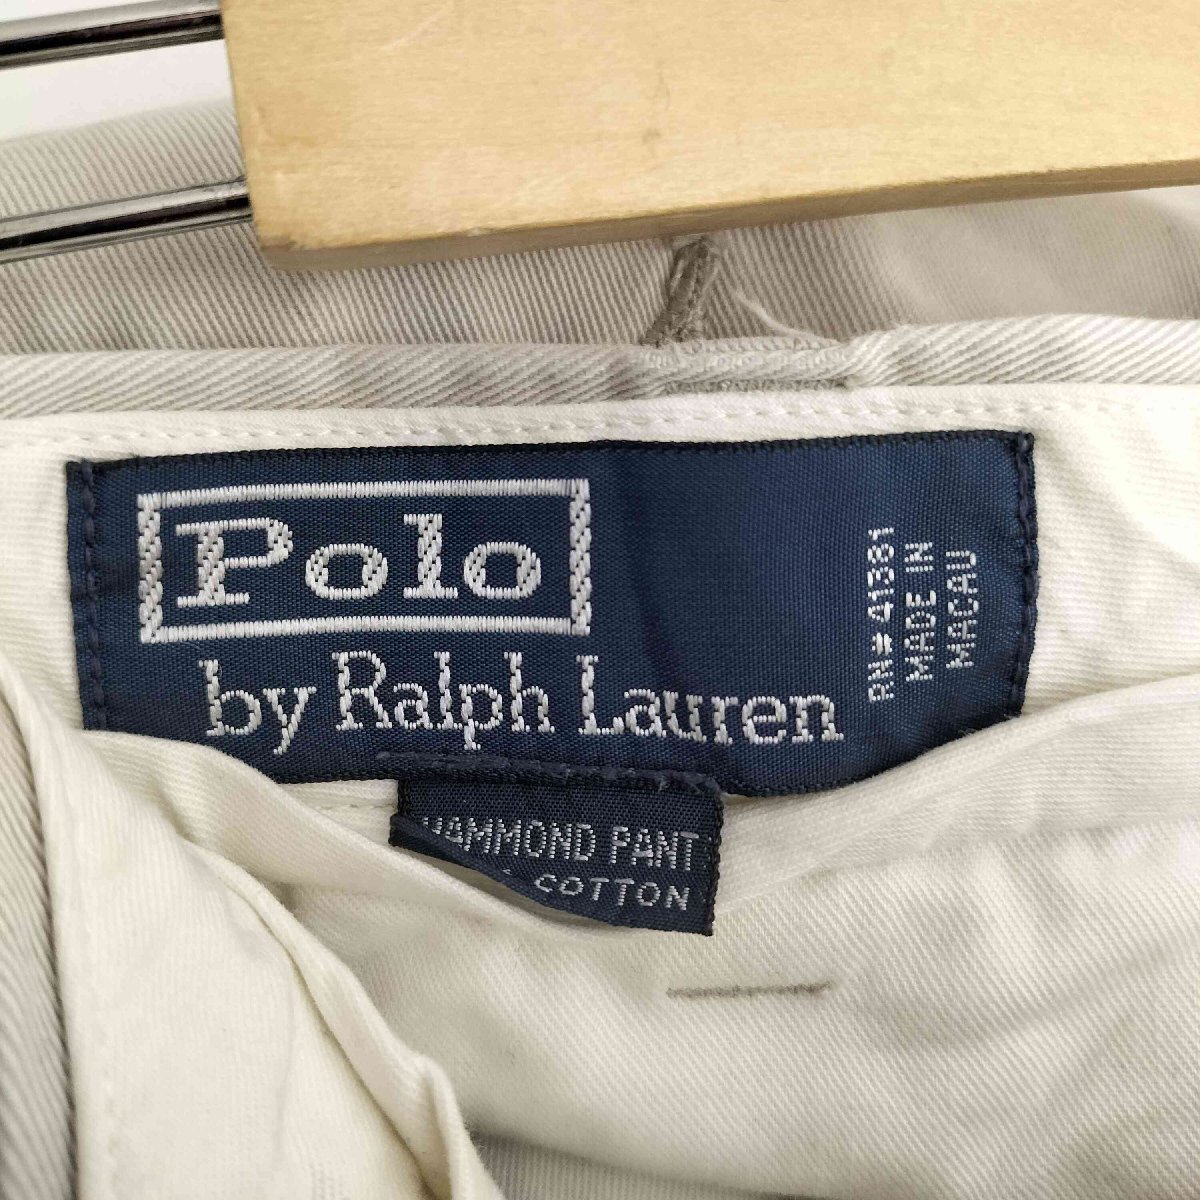 Polo
by Ralph Lauren
RN# 41381
MADE IN
MACAU
HAMMOND PANT
COTTON